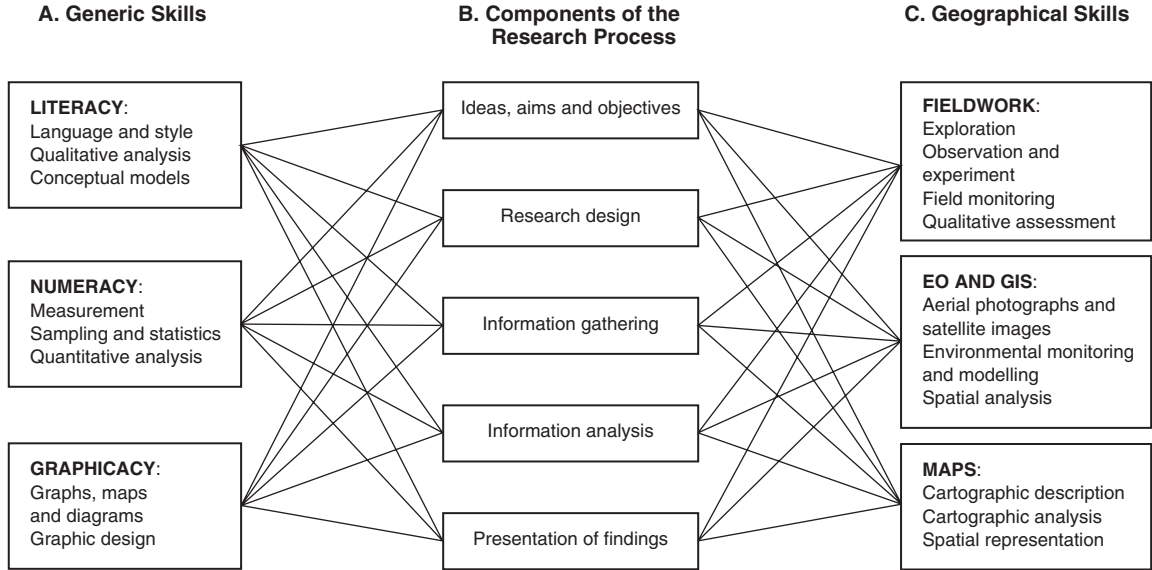 A. Generic Skills
B. Components of the
Research Process
C. Geographical Skills
LITERACY:
Language and style
Qualitative analysis
Conceptual models
NUMERACY:
Measurement
Sampling and statistics
Quantitative analysis
GRAPHICACY:
Graphs, maps
and diagrams
Graphic design
Ideas, aims and objectives
Research design
Information gathering
Information analysis
Presentation of findings
FIELDWORK:
Exploration
Observation and
experiment
Field monitoring
Qualitative assessment
EO AND GIS:
Aerial photographs and
satellite images
Environmental monitoring
and modelling
Spatial analysis
MAPS:
Cartographic description
Cartographic analysis
Spatial representation